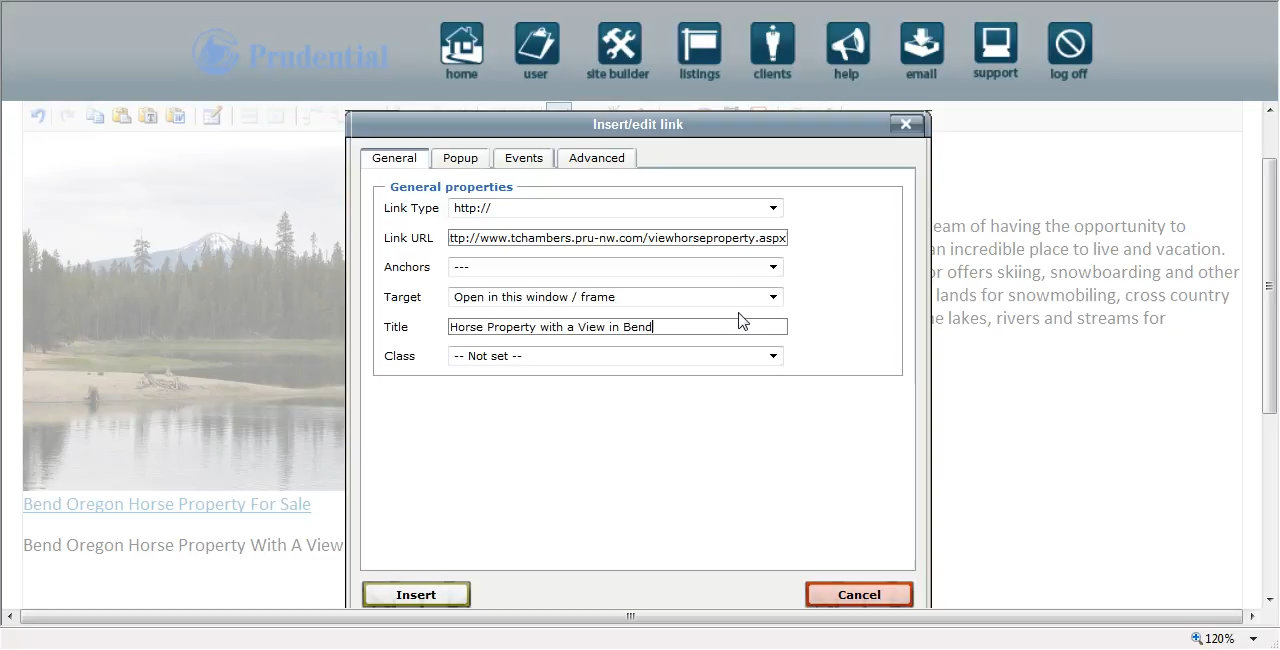 Prudential
home user site builder listings clients help email support log off
Insert/edit link
General Popup Events Advanced
General properties
Link Type http://
Link URL ttp://www.tchambers.pru-nw.com/viewhorseproperty.aspx
Anchors ---
Target Open in this window / frame
Title Horse Property with a View in Bend
Class -- Not set --
Insert Cancel
eam of having the opportunity to
an incredible place to live and vacation.
or offers skiing, snowboarding and other
lands for snowmobiling, cross country
e lakes, rivers and streams for
Bend Oregon Horse Property For Sale
Bend Oregon Horse Property With A View
120%